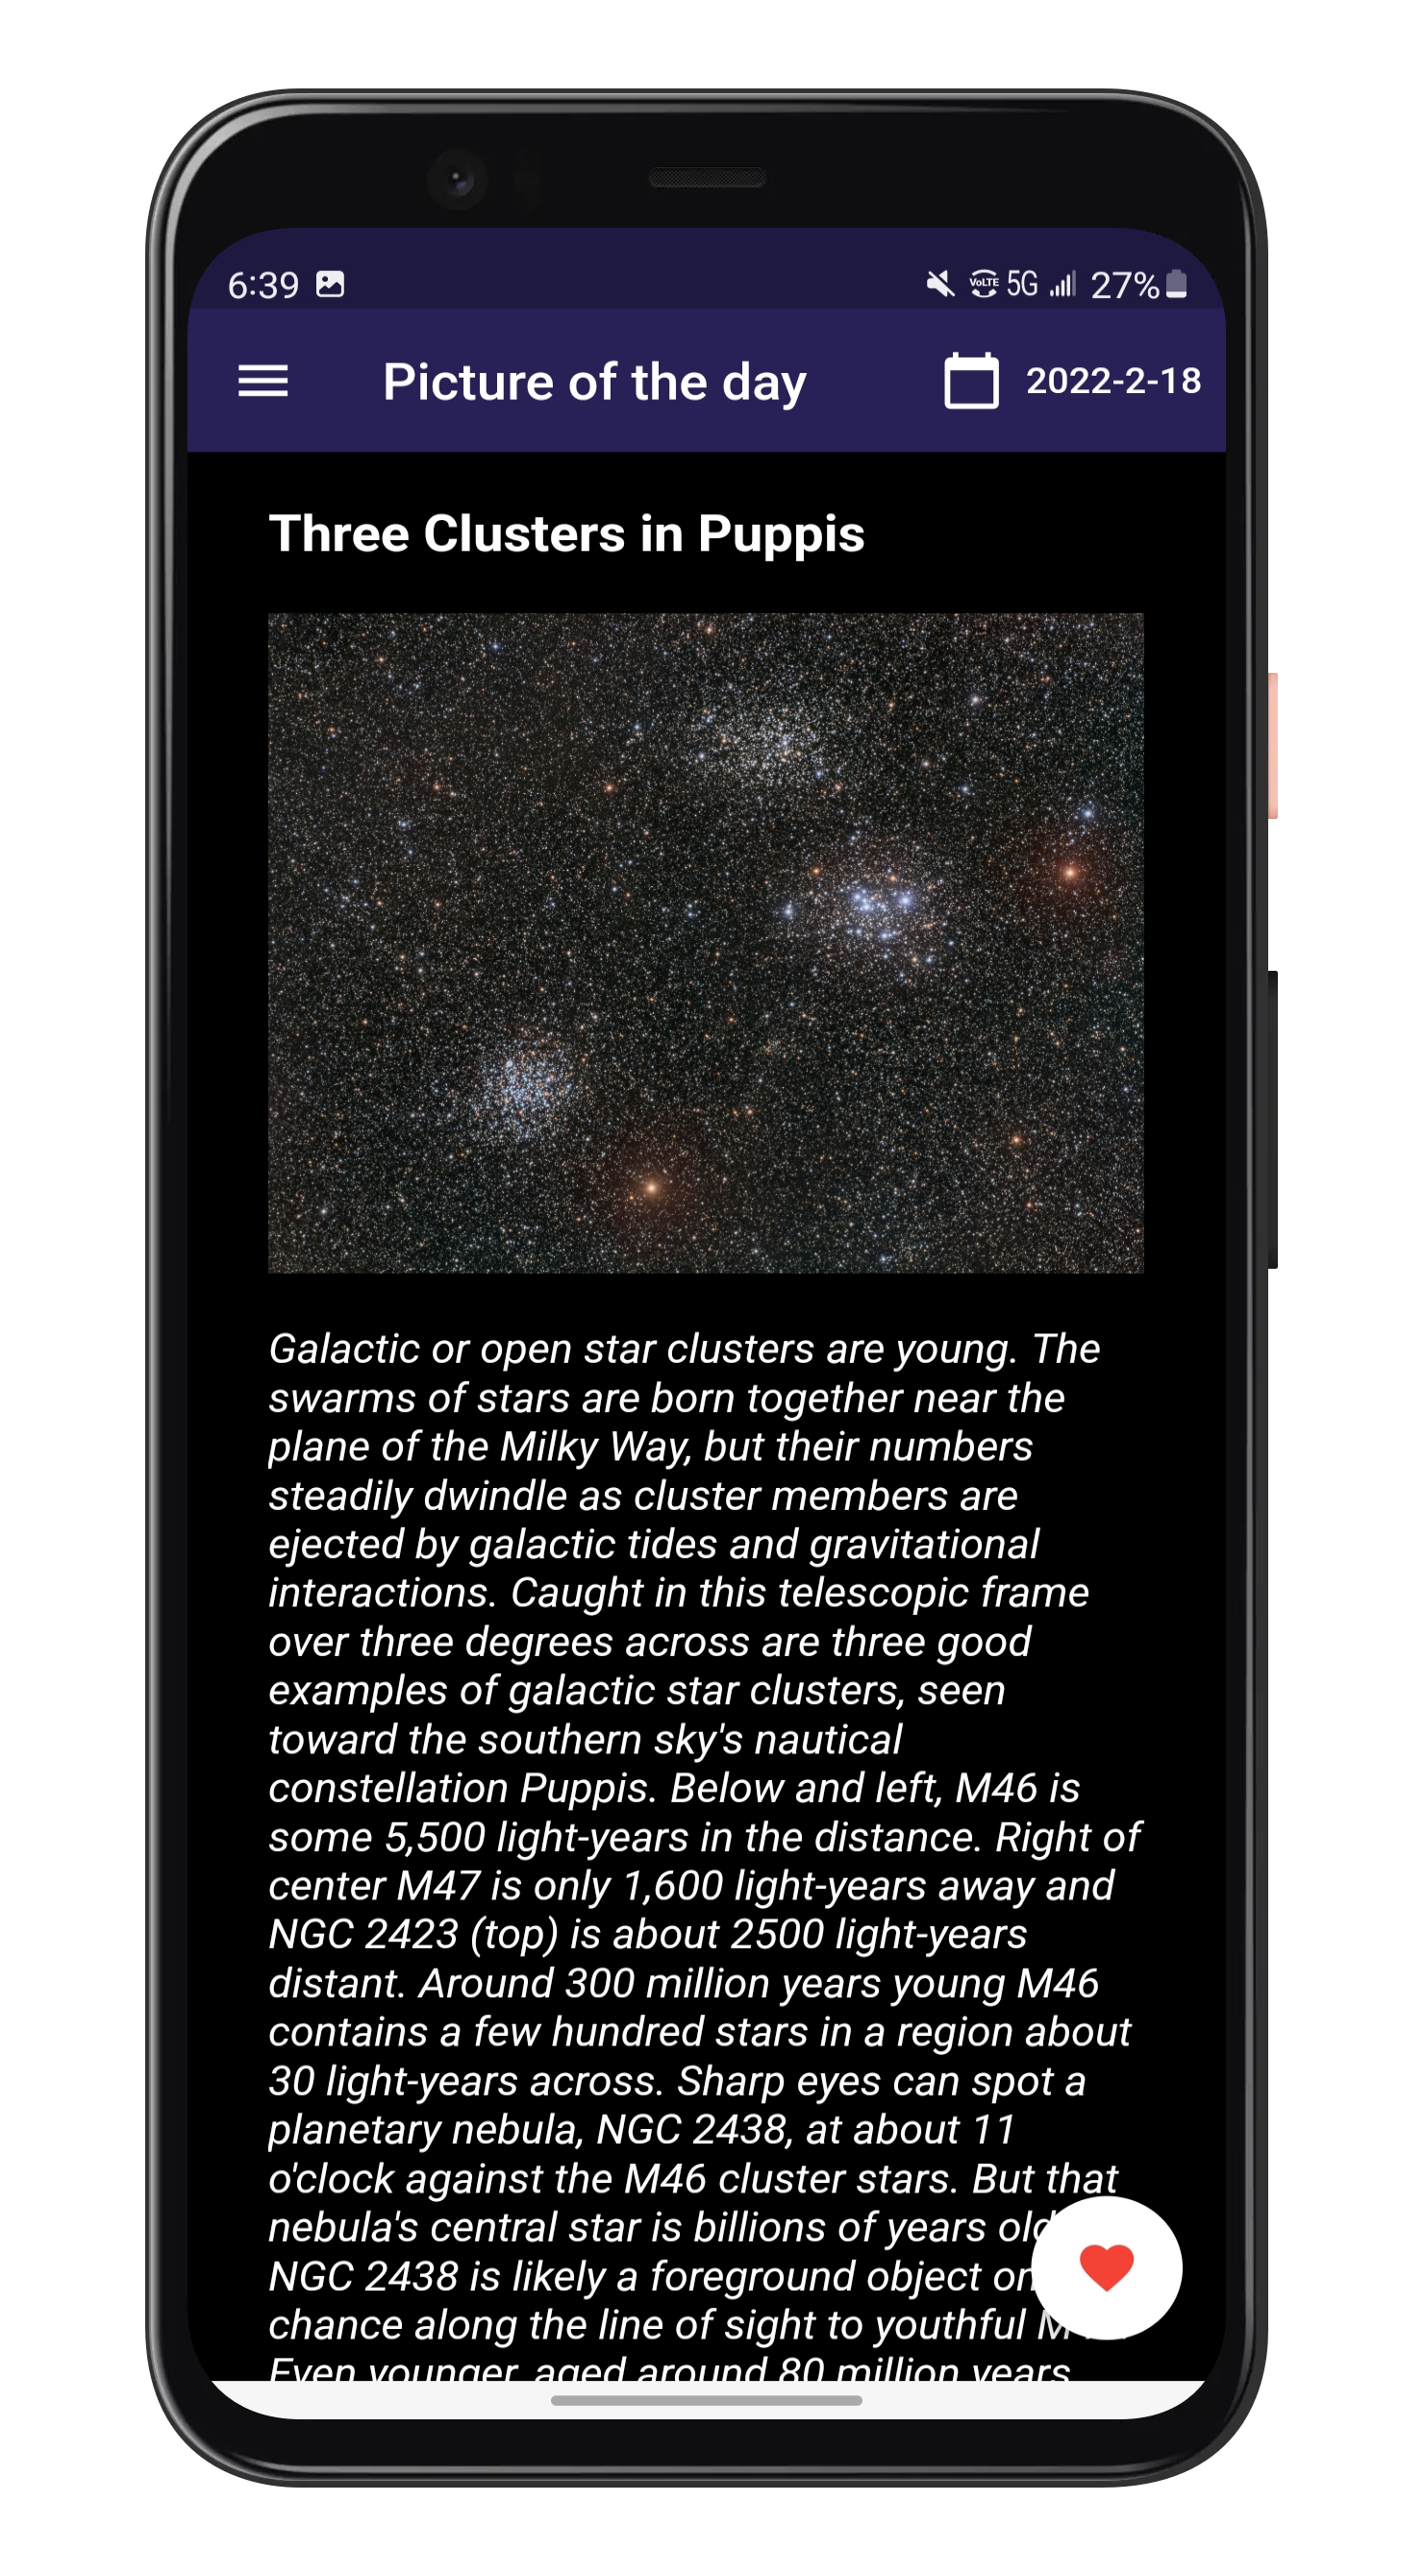 6:39 VoLTE 5G 27%
Picture of the day 2022-2-18
Three Clusters in Puppis
Galactic or open star clusters are young. The
swarms of stars are born together near the
plane of the Milky Way, but their numbers
steadily dwindle as cluster members are
ejected by galactic tides and gravitational
interactions. Caught in this telescopic frame
over three degrees across are three good
examples of galactic star clusters, seen
toward the southern sky's nautical
constellation Puppis. Below and left, M46 is
some 5,500 light-years in the distance. Right of
center M47 is only 1,600 light-years away and
NGC 2423 (top) is about 2500 light-years
distant. Around 300 million years young M46
contains a few hundred stars in a region about
30 light-years across. Sharp eyes can spot a
planetary nebula, NGC 2438, at about 11
o'clock against the M46 cluster stars. But that
nebula's central star is billions of years old
NGC 2438 is likely a foreground object
chance along the line of sight to youthful
Even younger, aged around 80 million years